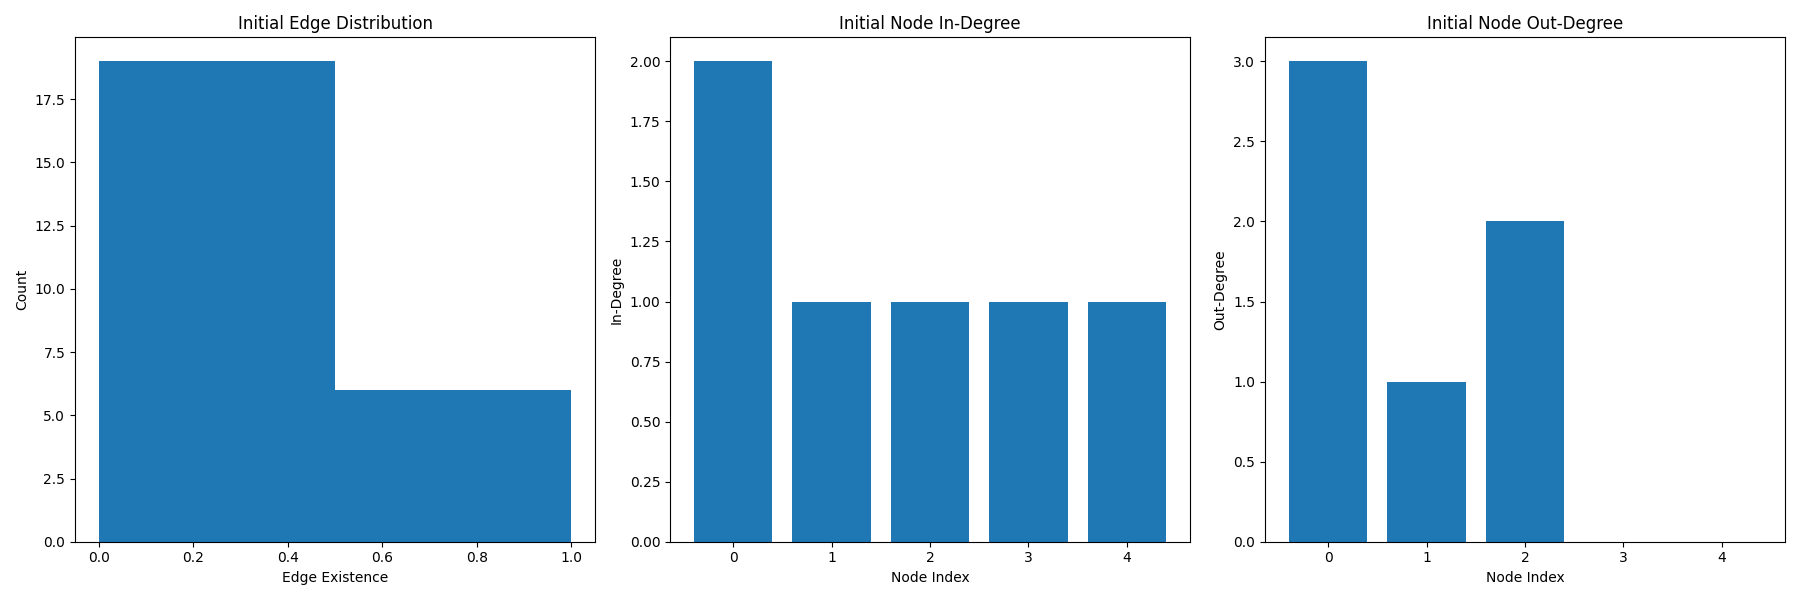 Initial Edge Distribution
Count
17.5
15.0
12.5
10.0
7.5
5.0
2.5
0.0
0.0 0.2 0.4 0.6 0.8 1.0
Edge Existence
Initial Node In-Degree
In-Degree
2.00
1.75
1.50
1.25
1.00
0.75
0.50
0.25
0.00
0 1 2 3 4
Node Index
Initial Node Out-Degree
Out-Degree
3.0
2.5
2.0
1.5
1.0
0.5
0.0
0 1 2 3 4
Node Index